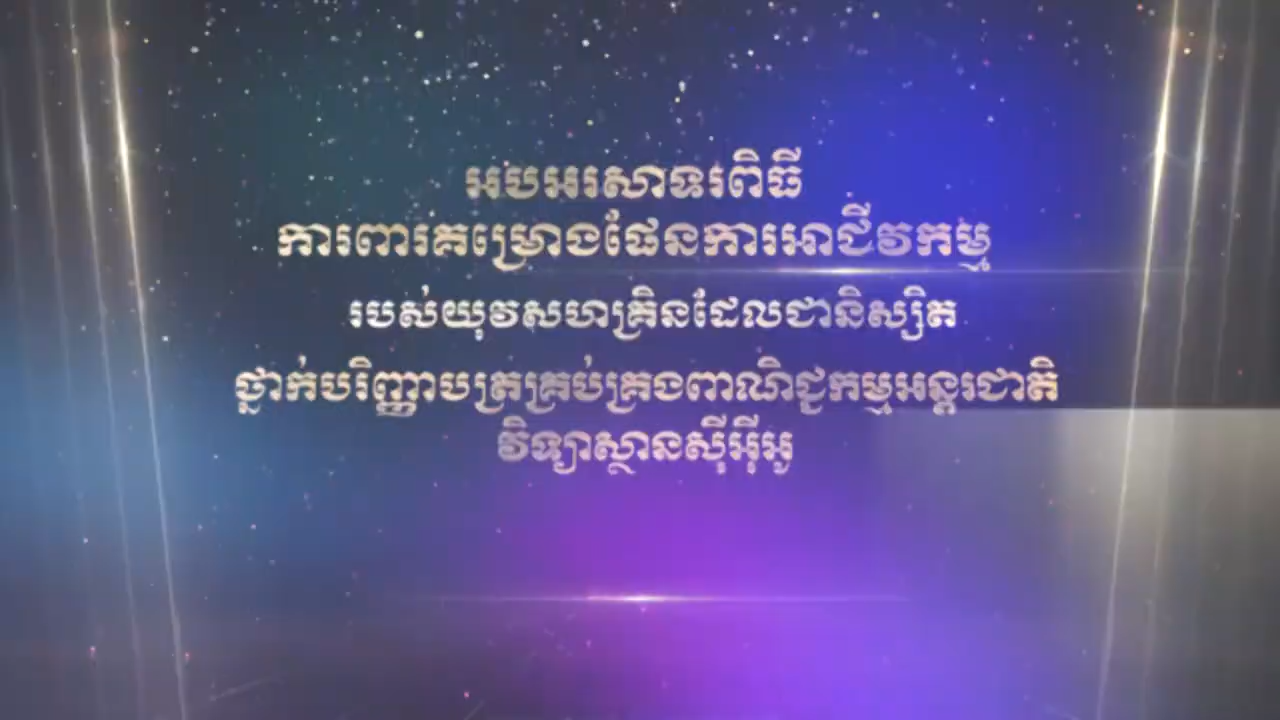 អបអរសាទរពិធី
ការពារគម្រោងផែនការអាជីវកម្ម
របស់យុវសហគ្រិនដែលជានិស្សិត
ថ្នាក់បរិញ្ញាបត្រគ្រប់គ្រងពាណិជ្ជកម្មអន្តរជាតិ
វិទ្យាស្ថានស៊ីអ៊ីអូ